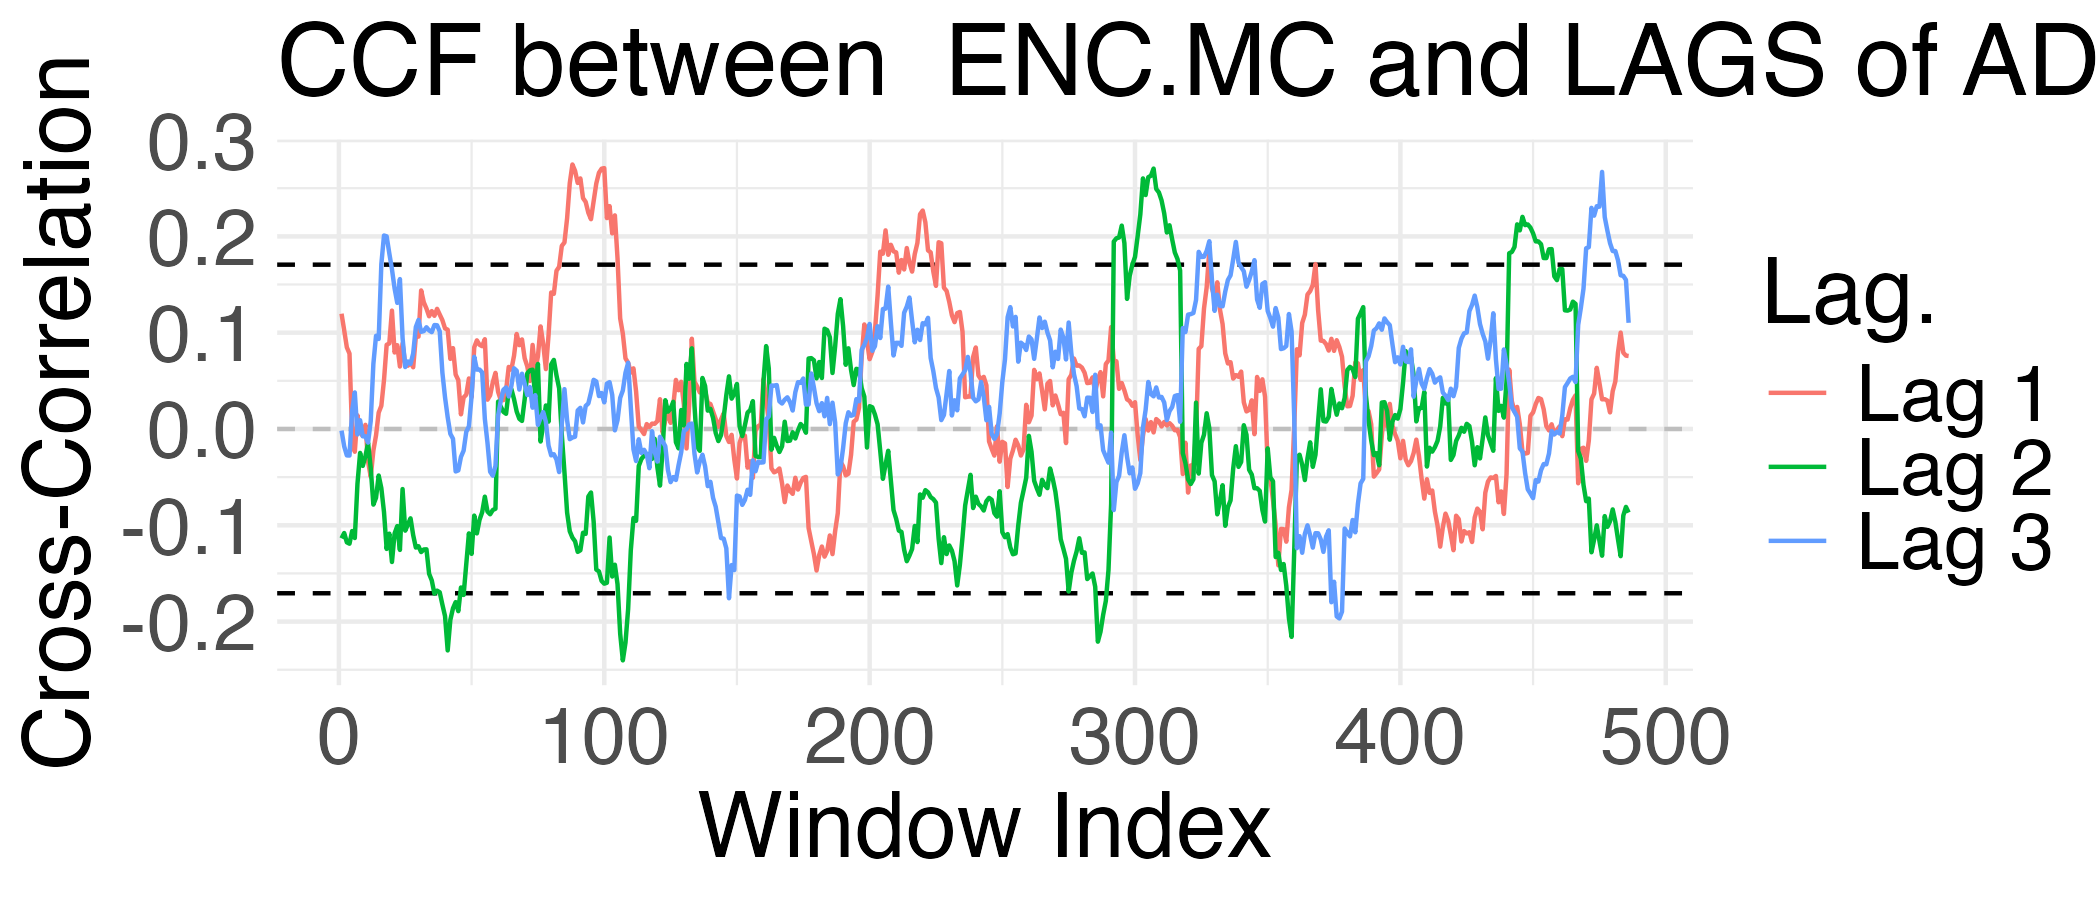 CCF between  ENC.MC and LAGS of AD
Cross-Correlation
0.3
0.2
0.1
0.0
-0.1
-0.2
0 100 200 300 400 500
Window Index
Lag.
Lag 1
Lag 2
Lag 3